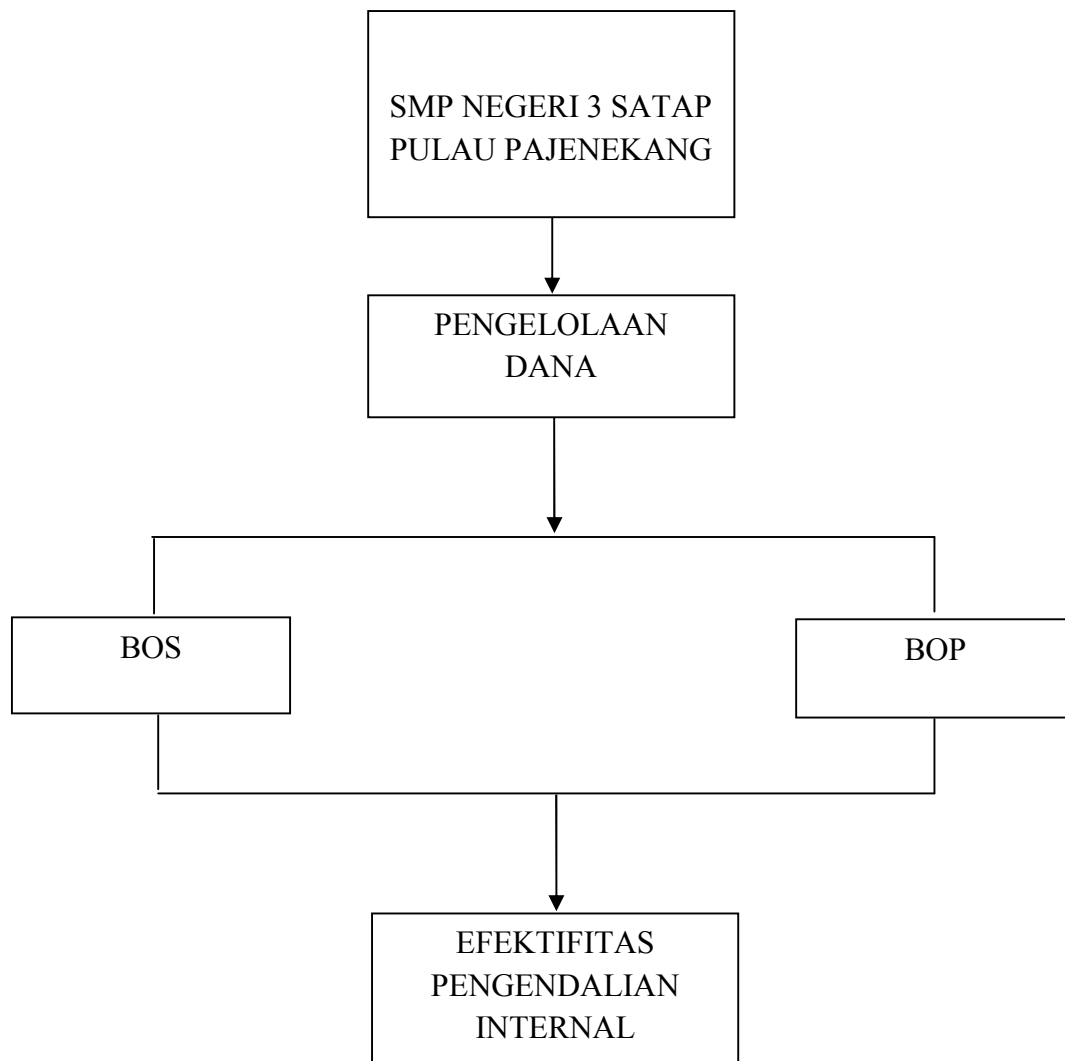 SMP NEGERI 3 SATAP
PULAU PAJENEKANG
PENGELOLAAN
DANA
BOS
BOP
EFEKTIFITAS
PENGENDALIAN
INTERNAL